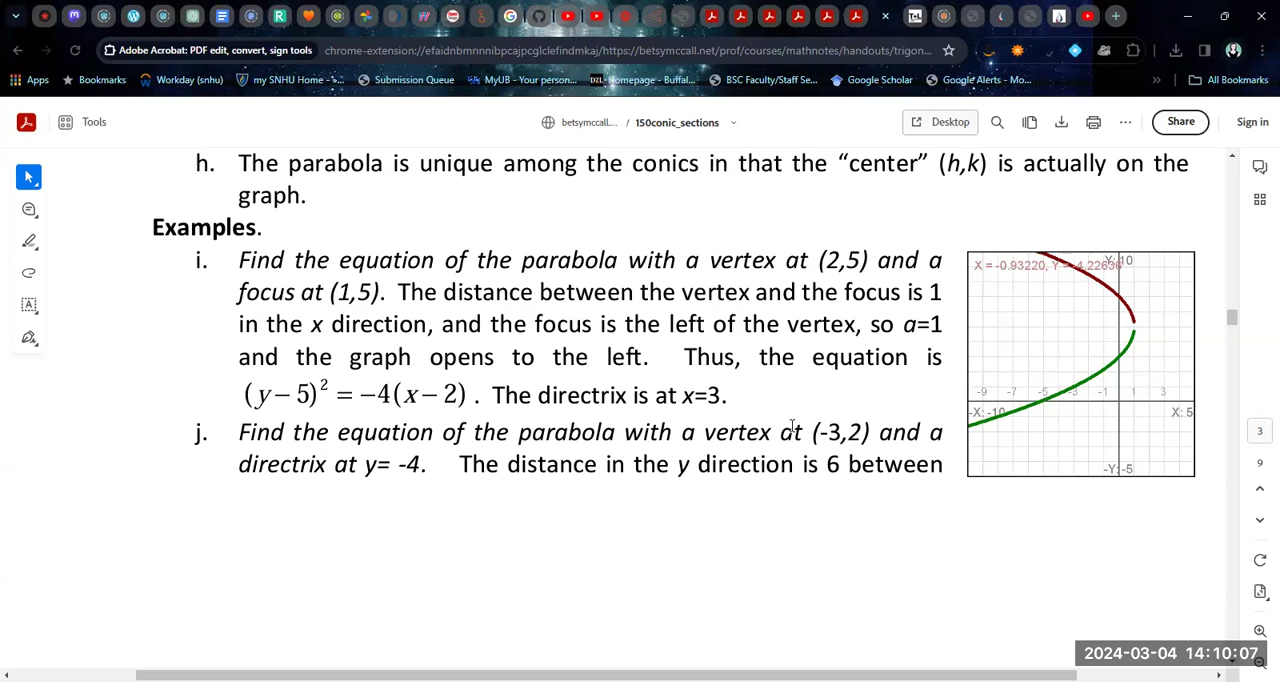 Adobe Acrobat: PDF edit, convert, sign tools
chrome-extension://efaidnbmnnnibpcajpcglclefindmkaj/https://betsymccall.net/prof/courses/mathnotes/handouts/trigon...
Apps
Bookmarks
Workday (snhu)
my SNHU Home - ...
Submission Queue
MyUB - Your person...
DZL
Homepage - Buffal...
BSC Faculty/Staff Se...
Google Scholar
Google Alerts - Mo...
»
All Bookmarks
Tools
betsymccall.... / 150conic_sections
Desktop
Share
Sign in
h. The parabola is unique among the conics in that the “center” (h,k) is actually on the
graph.
Examples.
i. Find the equation of the parabola with a vertex at (2,5) and a
focus at (1,5). The distance between the vertex and the focus is 1
in the x direction, and the focus is the left of the vertex, so a=1
and the graph opens to the left. Thus, the equation is
(y − 5)² = −4(x − 2) . The directrix is at x=3.
j. Find the equation of the parabola with a vertex at (-3,2) and a
directrix at y= -4. The distance in the y direction is 6 between
Y: 10
X = -0.93220, Y = -4.22636
-9 -7 -5 -3 -1 1 3
-X: -10
X: 5
-Y: -5
3
9
2024-03-04 14:10:07